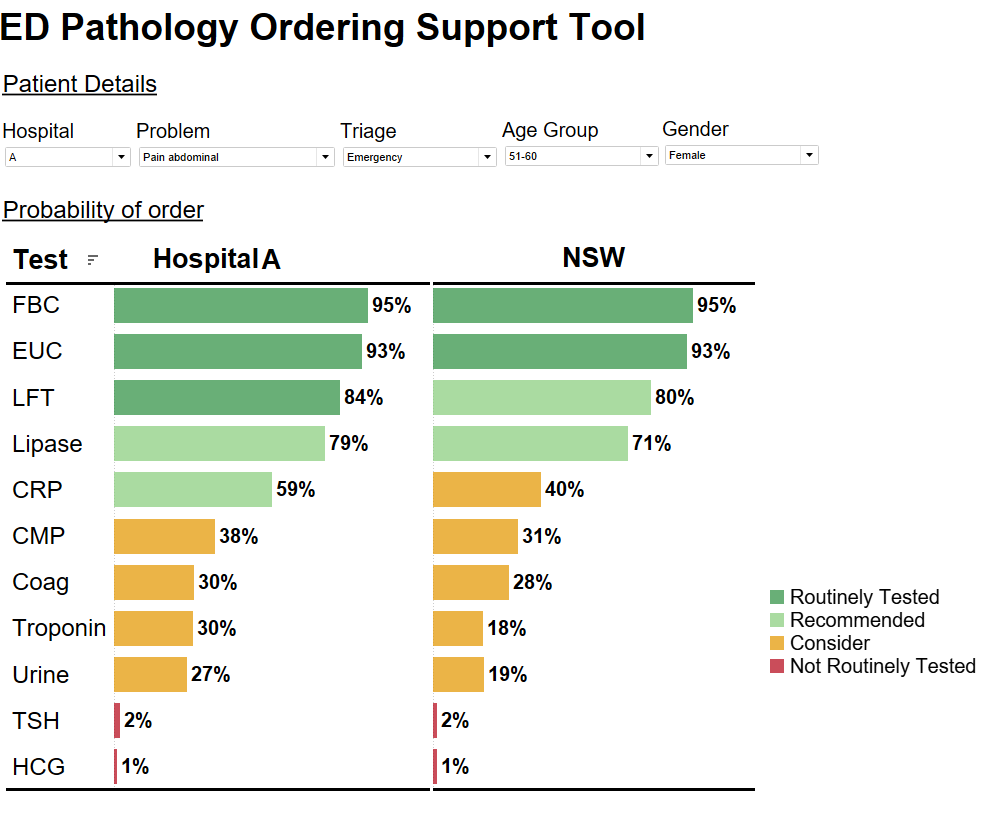 ED Pathology Ordering Support Tool
Patient Details
Hospital Problem Triage Age Group Gender
A Pain abdominal Emergency 51-60 Female
Probability of order
Test Hospital A NSW
FBC 95% 95%
EUC 93% 93%
LFT 84% 80%
Lipase 79% 71%
CRP 59% 40%
CMP 38% 31%
Coag 30% 28%
Troponin 30% 18%
Urine 27% 19%
TSH 2% 2%
HCG 1% 1%
Routinely Tested
Recommended
Consider
Not Routinely Tested